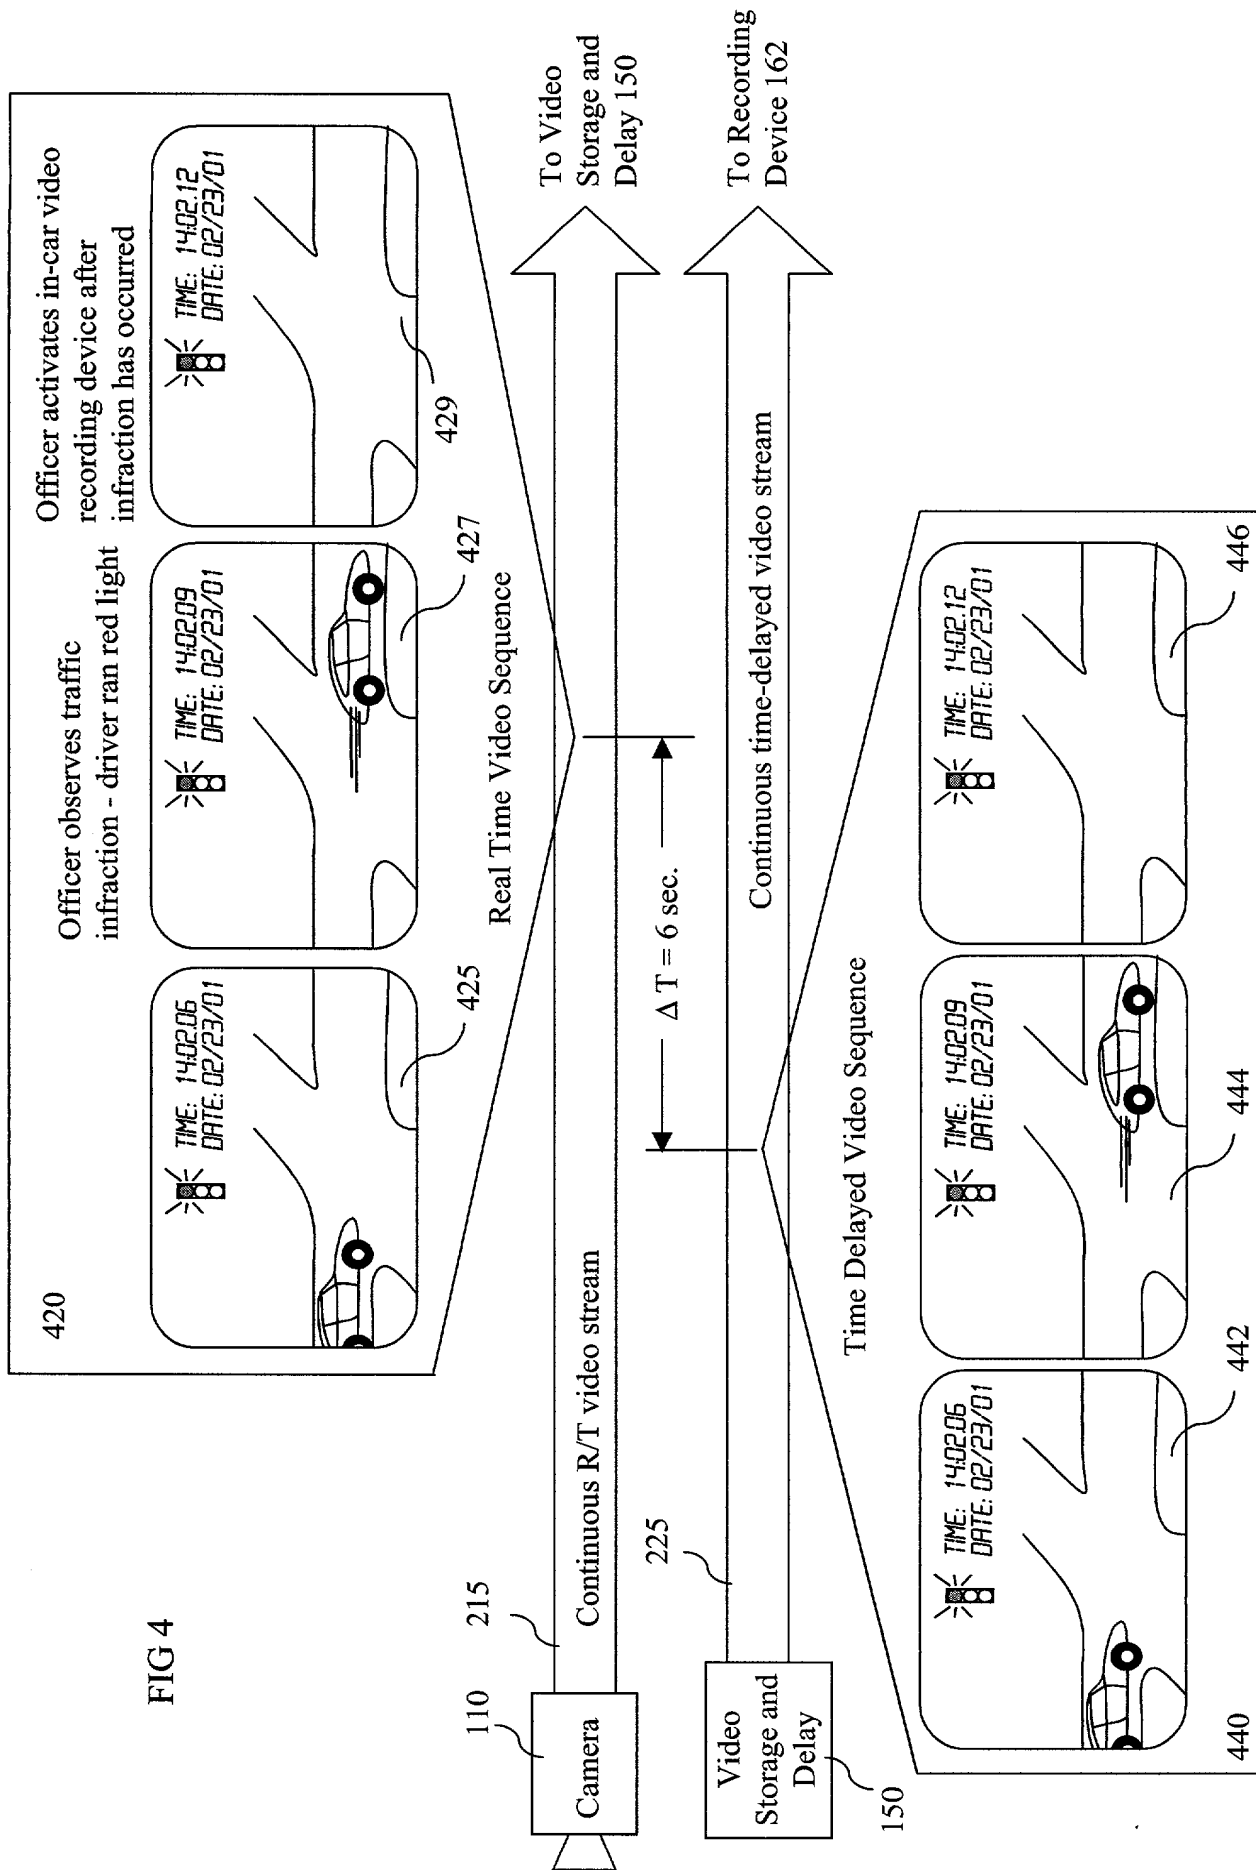 FIG 4
420
Officer observes traffic
infraction - driver ran red light
Officer activates in-car video
recording device after
infraction has occurred
TIME: 14:02.06
DATE: 02/23/01
TIME: 14:02.09
DATE: 02/23/01
TIME: 14:02.12
DATE: 02/23/01
425
427
429
Real Time Video Sequence
110
215
Camera
Continuous R/T video stream
To Video
Storage and
Delay 150
Δ T = 6 sec.
225
Video
Storage and
Delay
150
Continuous time-delayed video stream
To Recording
Device 162
Time Delayed Video Sequence
TIME: 14:02.06
DATE: 02/23/01
TIME: 14:02.09
DATE: 02/23/01
TIME: 14:02.12
DATE: 02/23/01
440
442
444
446